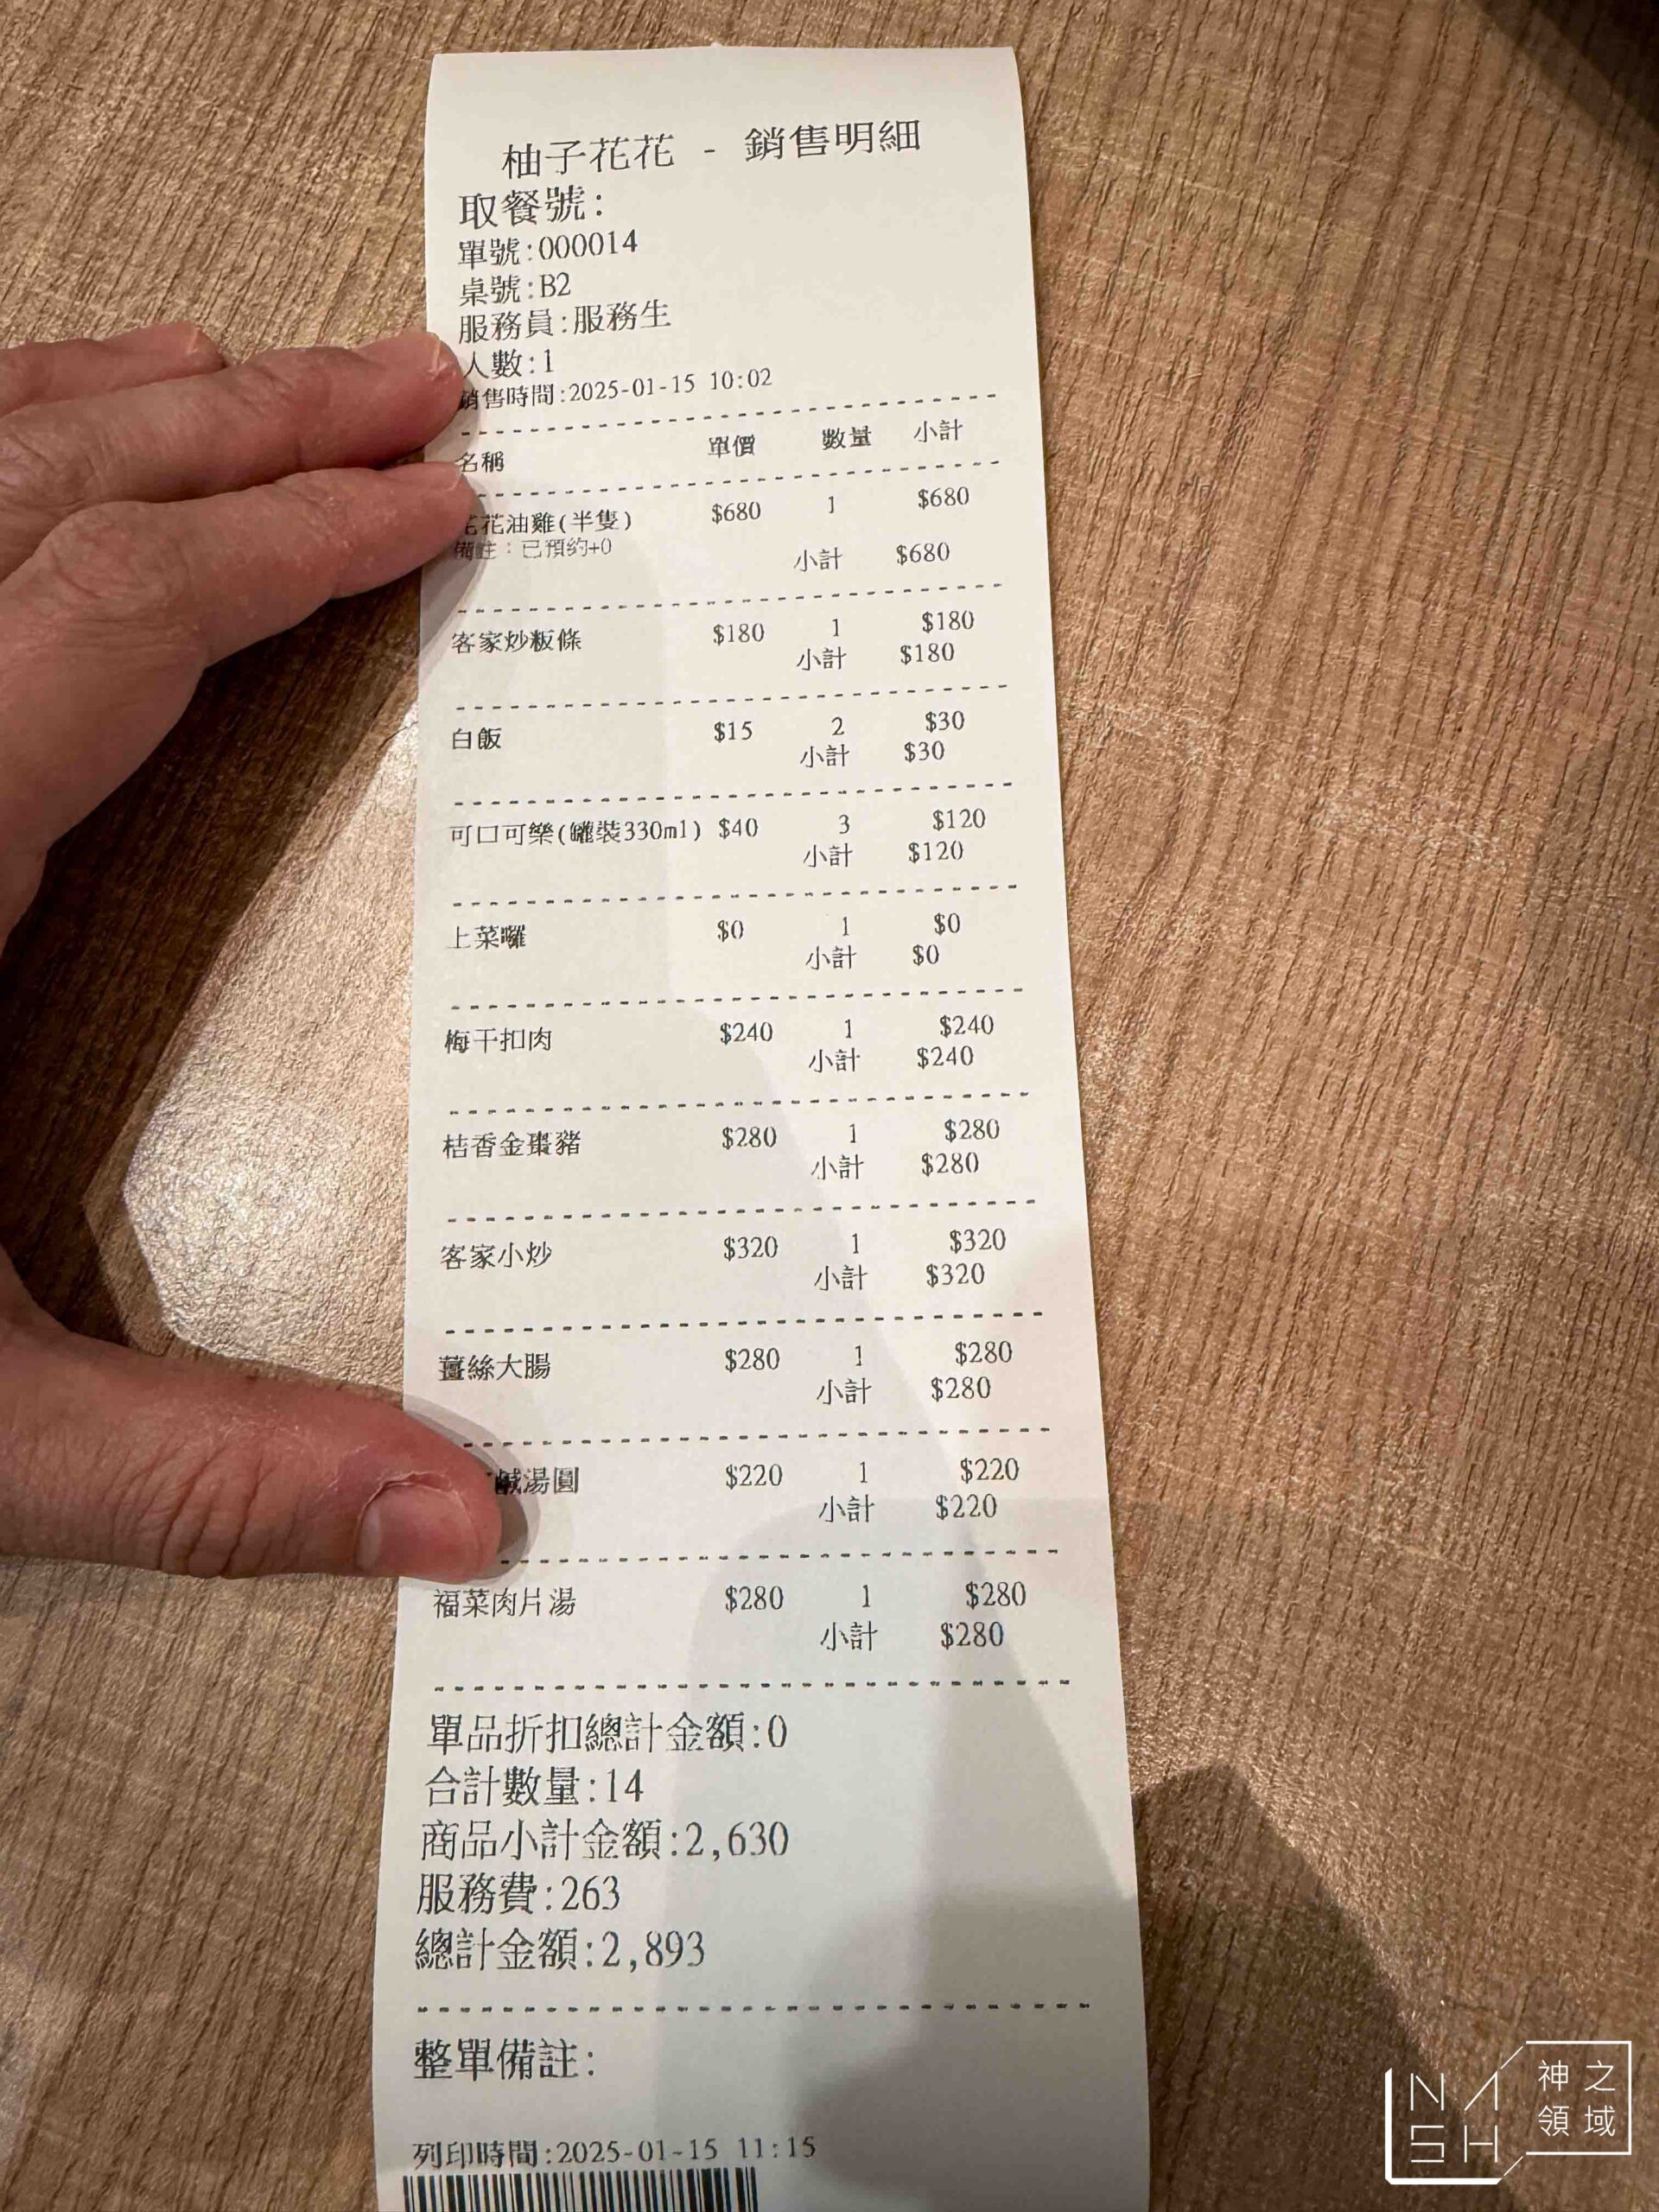 柚子花花 - 銷售明細
取餐號:
單號:000014
桌號:B2
服務員:服務生
人數:1
銷售時間:2025-01-15 10:02
名稱 單價 數量 小計
花油雞(半隻) $680 1 $680
備註:已預約+0
小計 $680
客家炒粄條 $180 1 $180
小計 $180
白飯 $15 2 $30
小計 $30
可口可樂(罐裝330ml) $40 3 $120
小計 $120
上菜囉 $0 1 $0
小計 $0
梅干扣肉 $240 1 $240
小計 $240
桔香金棗豬 $280 1 $280
小計 $280
客家小炒 $320 1 $320
小計 $320
薑絲大腸 $280 1 $280
小計 $280
鹹湯圓 $220 1 $220
小計 $220
福菜肉片湯 $280 1 $280
小計 $280
單品折扣總計金額:0
合計數量:14
商品小計金額:2,630
服務費:263
總計金額:2,893
整單備註:
列印時間:2025-01-15 11:15
NASH
神之領域